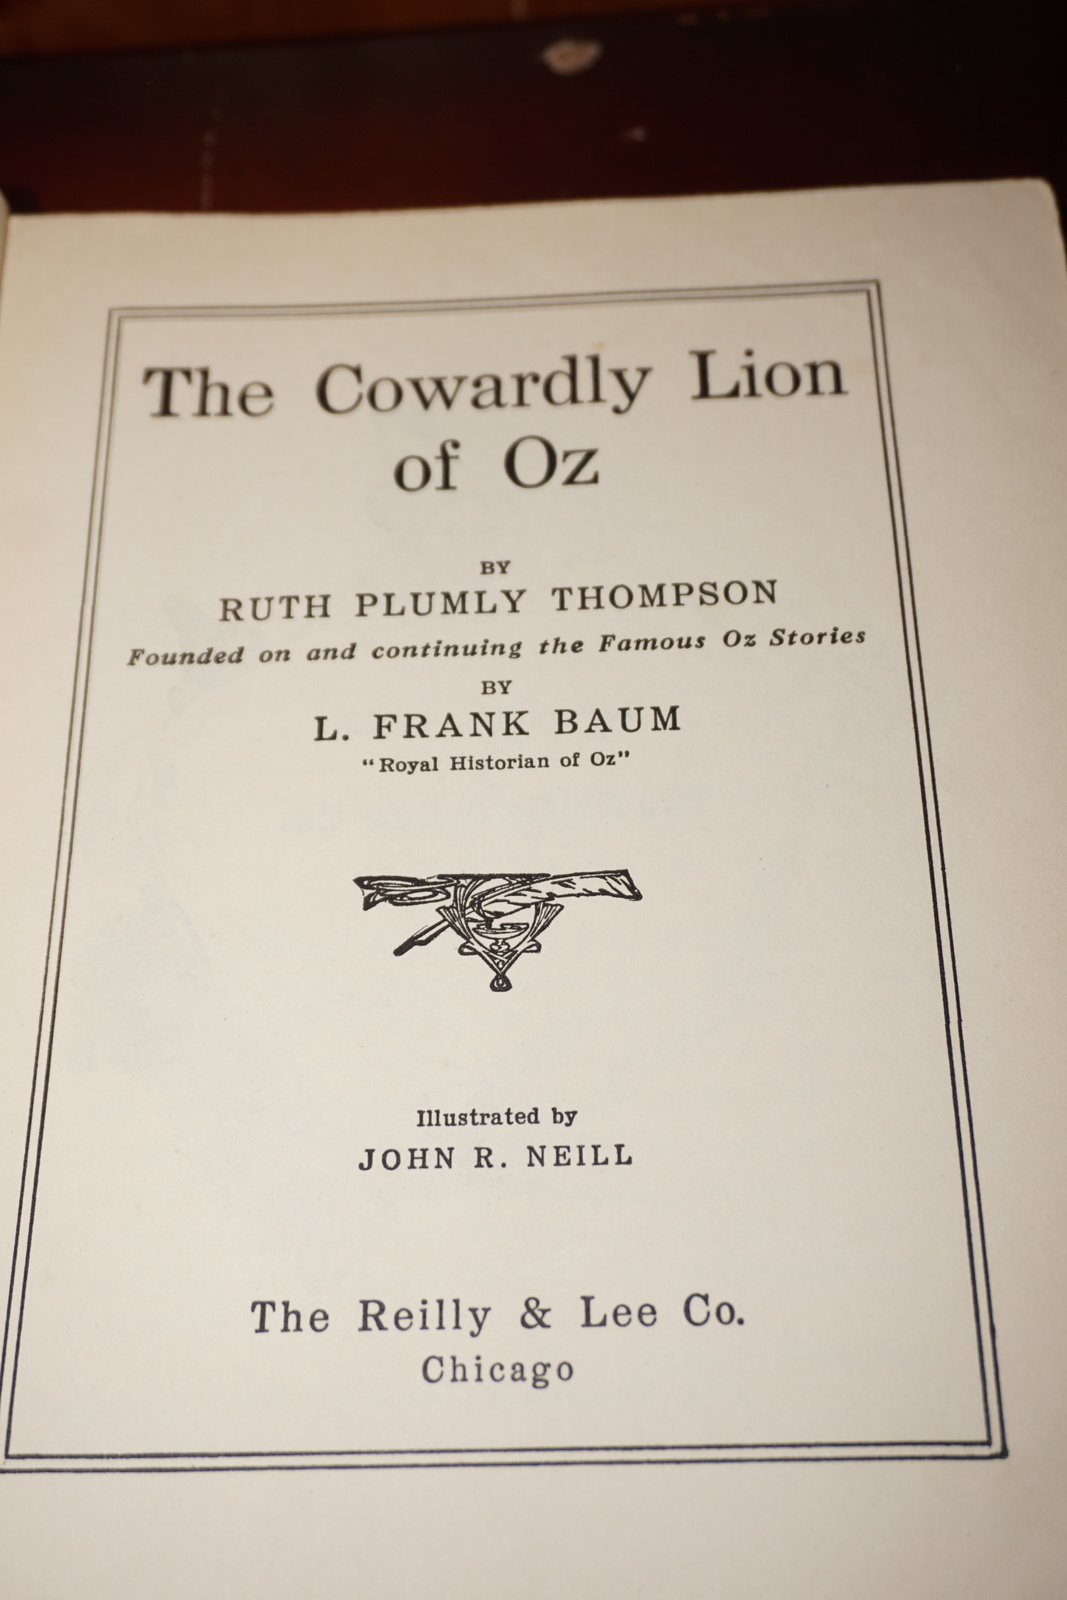 The Cowardly Lion
of Oz
BY
RUTH PLUMLY THOMPSON
Founded on and continuing the Famous Oz Stories
BY
L. FRANK BAUM
"Royal Historian of Oz"
Illustrated by
JOHN R. NEILL
The Reilly & Lee Co.
Chicago